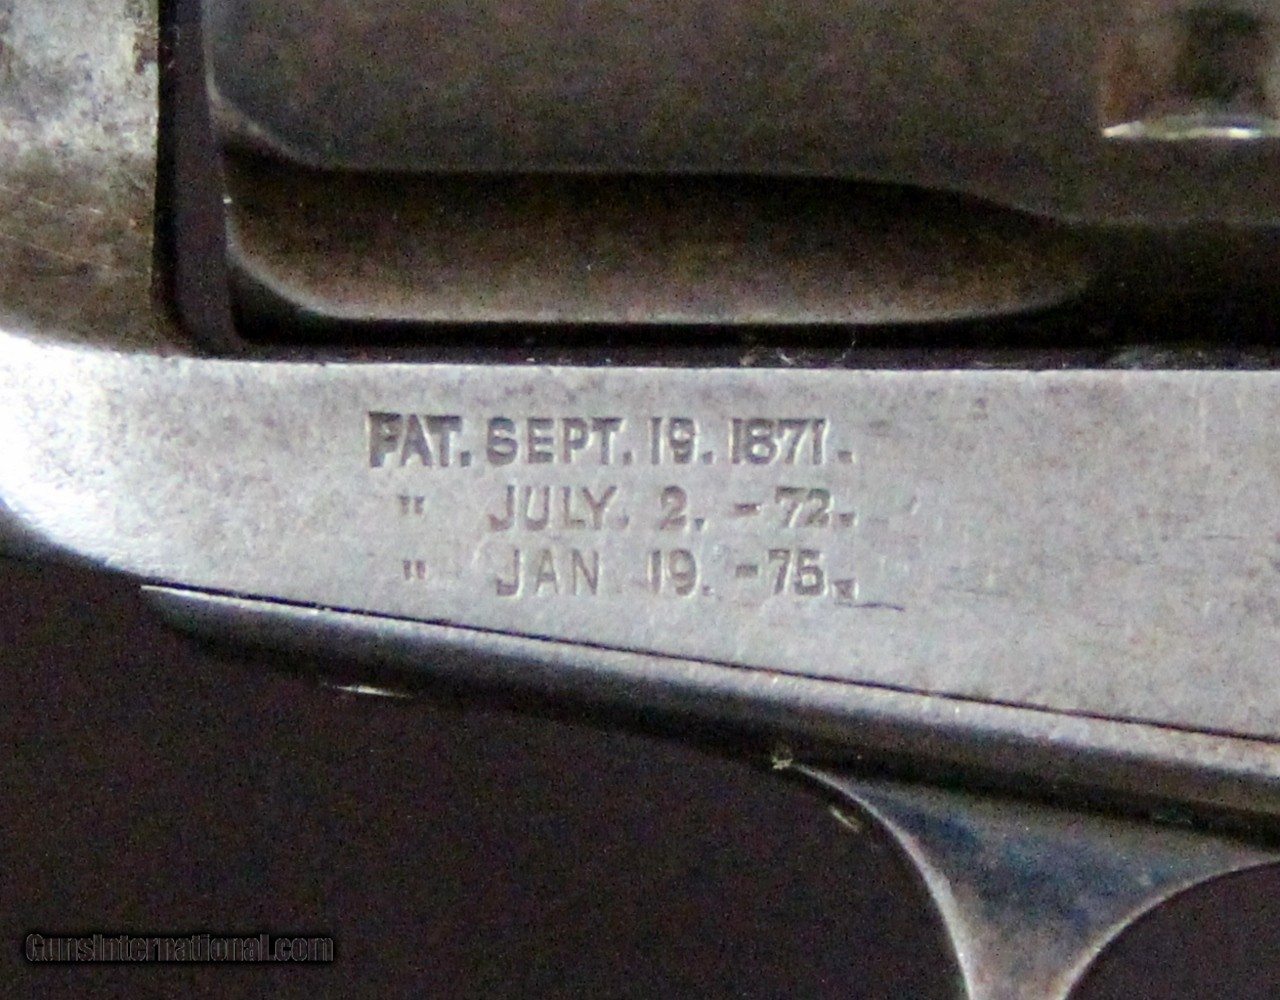 PAT. SEPT. 19. 1871.
" JULY. 2. - 72.
" JAN 19. - 75.
GunsInternational.com